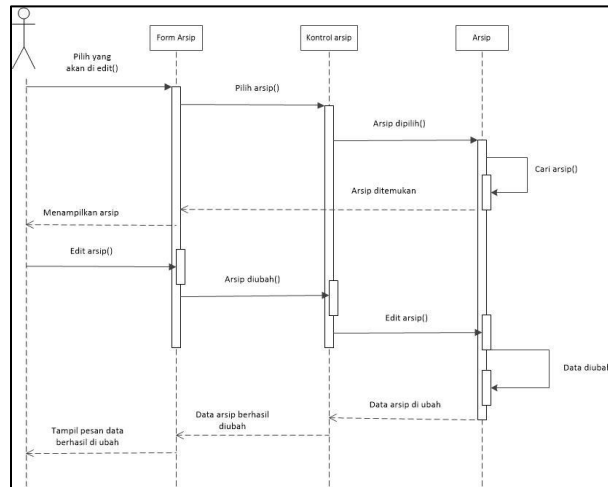 Form Arsip
Kontrol arsip
Arsip
Pilih yang
akan di edit()
Pilih arsip()
Arsip dipilih()
Cari arsip()
Arsip ditemukan
Menampilkan arsip
Edit arsip()
Arsip diubah()
Edit arsip()
Data diubah
Data arsip di ubah
Data arsip berhasil
diubah
Tampil pesan data
berhasil di ubah